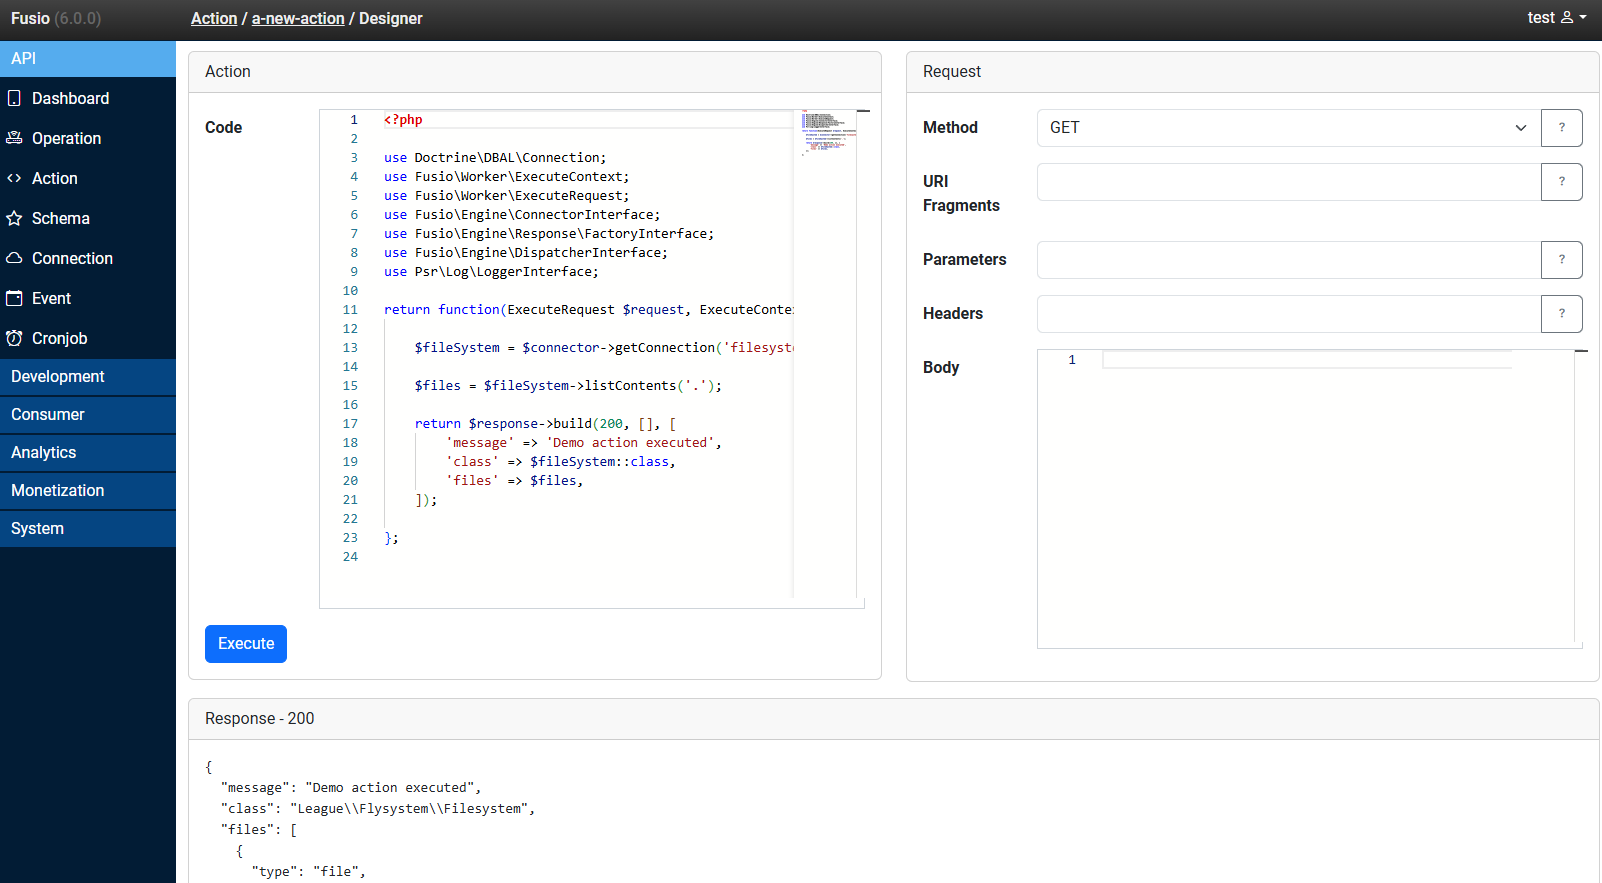 Fusio (6.0.0)
Action / a-new-action / Designer
test
API
Dashboard
Operation
Action
Schema
Connection
Event
Cronjob
Development
Consumer
Analytics
Monetization
System
Action
Code
1 <?php
2
3 use Doctrine\DBAL\Connection;
4 use Fusio\Worker\ExecuteContext;
5 use Fusio\Worker\ExecuteRequest;
6 use Fusio\Engine\ConnectorInterface;
7 use Fusio\Engine\Response\FactoryInterface;
8 use Fusio\Engine\DispatcherInterface;
9 use Psr\Log\LoggerInterface;
10
11 return function(ExecuteRequest $request, ExecuteConte
12
13     $fileSystem = $connector->getConnection('filesyst
14
15     $files = $fileSystem->listContents('.');
16
17     return $response->build(200, [], [
18         'message' => 'Demo action executed',
19         'class' => $fileSystem::class,
20         'files' => $files,
21     ]);
22
23 };
24
Execute
Request
Method
GET
?
URI
Fragments
?
Parameters
?
Headers
?
Body
1
Response - 200
{
  "message": "Demo action executed",
  "class": "League\\Flysystem\\Filesystem",
  "files": [
    {
      "type": "file",